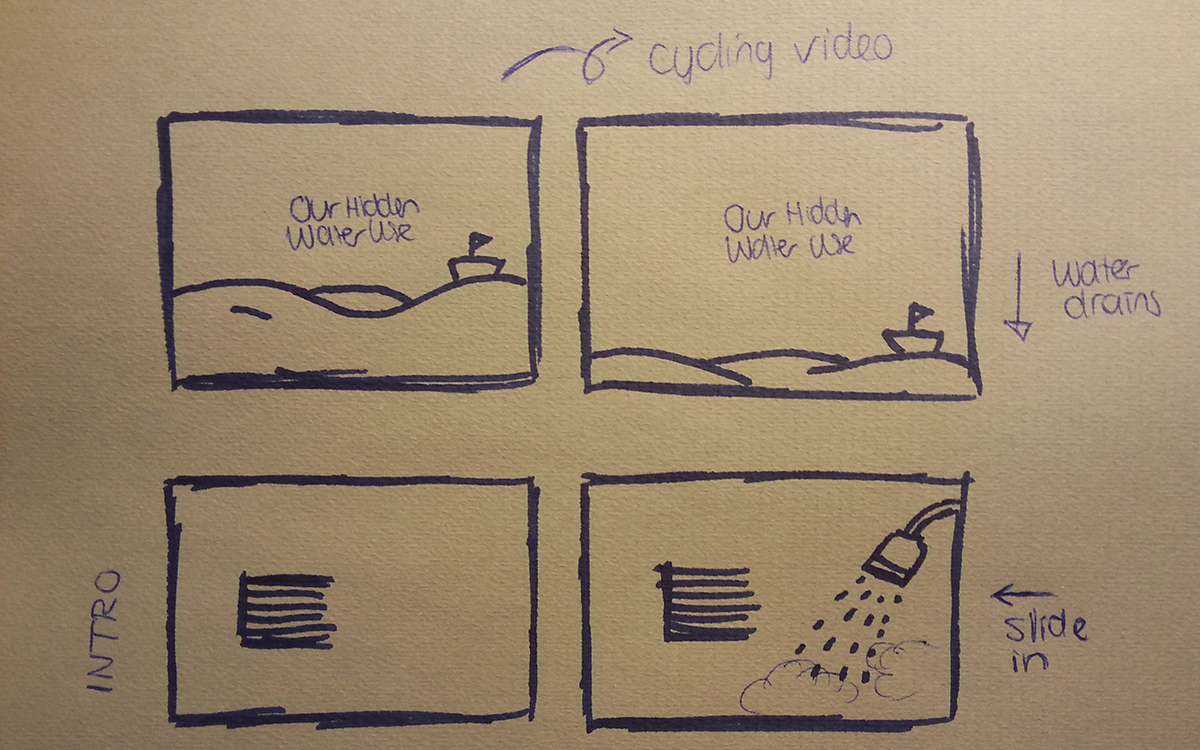 cycling video
Our Hidden
Water Use
Our Hidden
Water Use
water
drains
INTRO
slide
in